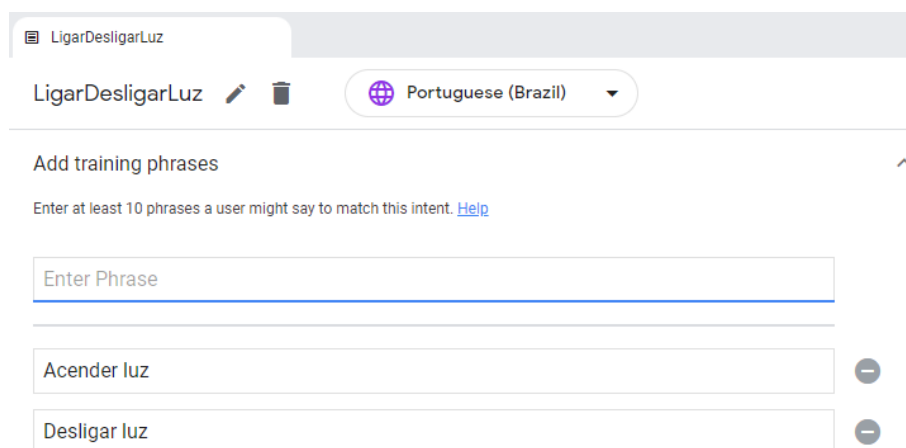 LigarDesligarLuz
LigarDesligarLuz Portuguese (Brazil)
Add training phrases
Enter at least 10 phrases a user might say to match this intent. Help
Enter Phrase
Acender luz
Desligar luz